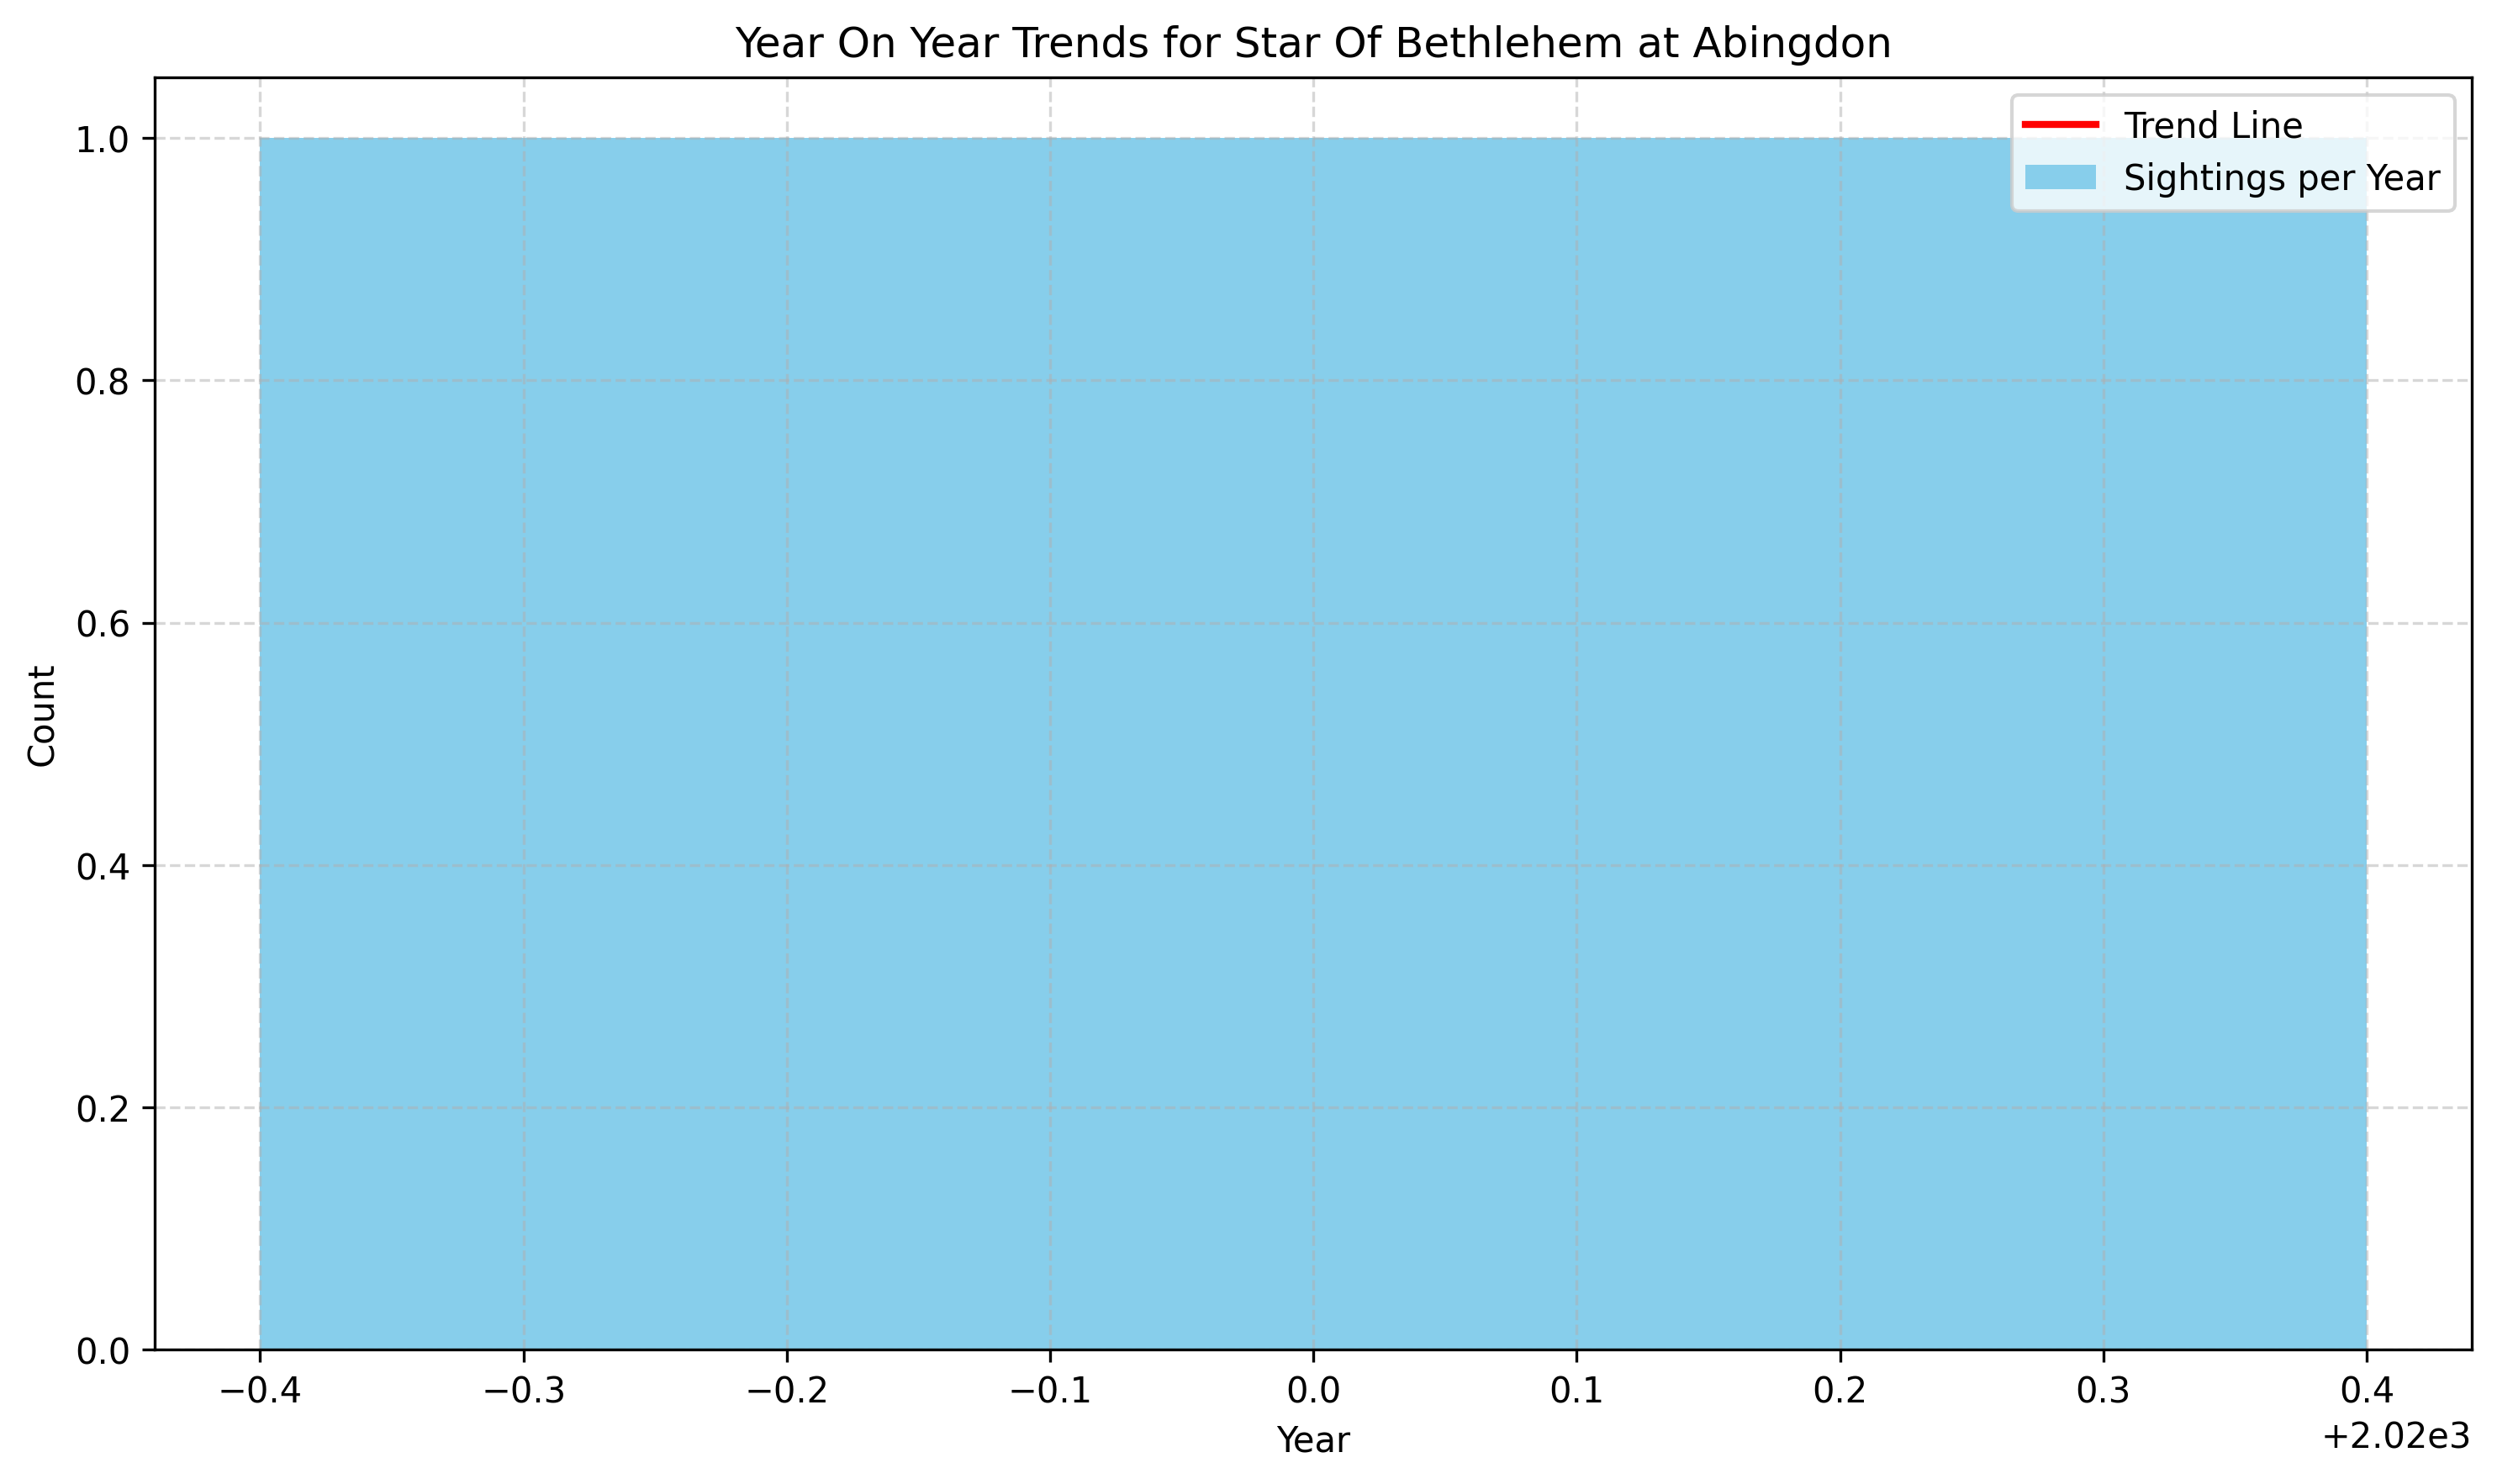 Year On Year Trends for Star Of Bethlehem at Abingdon
Trend Line
Sightings per Year
Count
1.0
0.8
0.6
0.4
0.2
0.0
−0.4 −0.3 −0.2 −0.1 0.0 0.1 0.2 0.3 0.4
+2.02e3
Year